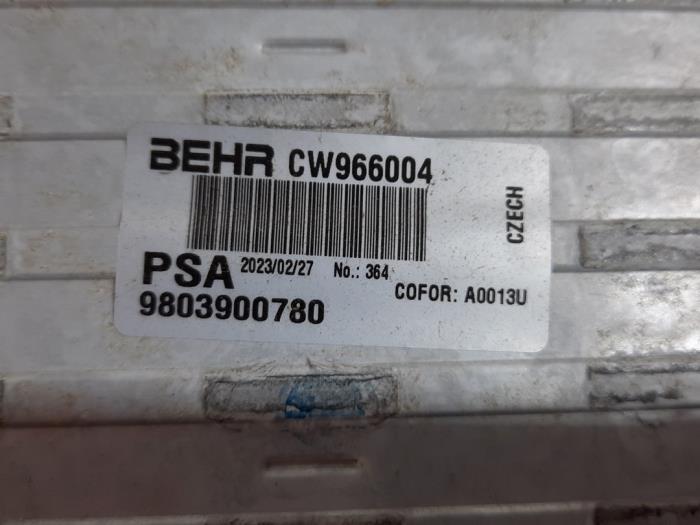 BEHR CW966004
CZECH
PSA 2023/02/27 No.: 364
COFOR: A0013U
9803900780